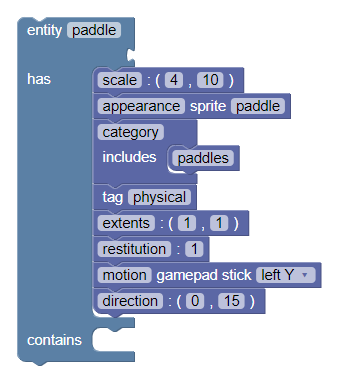 entity paddle
has scale : ( 4 , 10 )
appearance sprite paddle
category
includes paddles
tag physical
extents : ( 1 , 1 )
restitution : 1
motion gamepad stick left Y ▾
direction : ( 0 , 15 )
contains